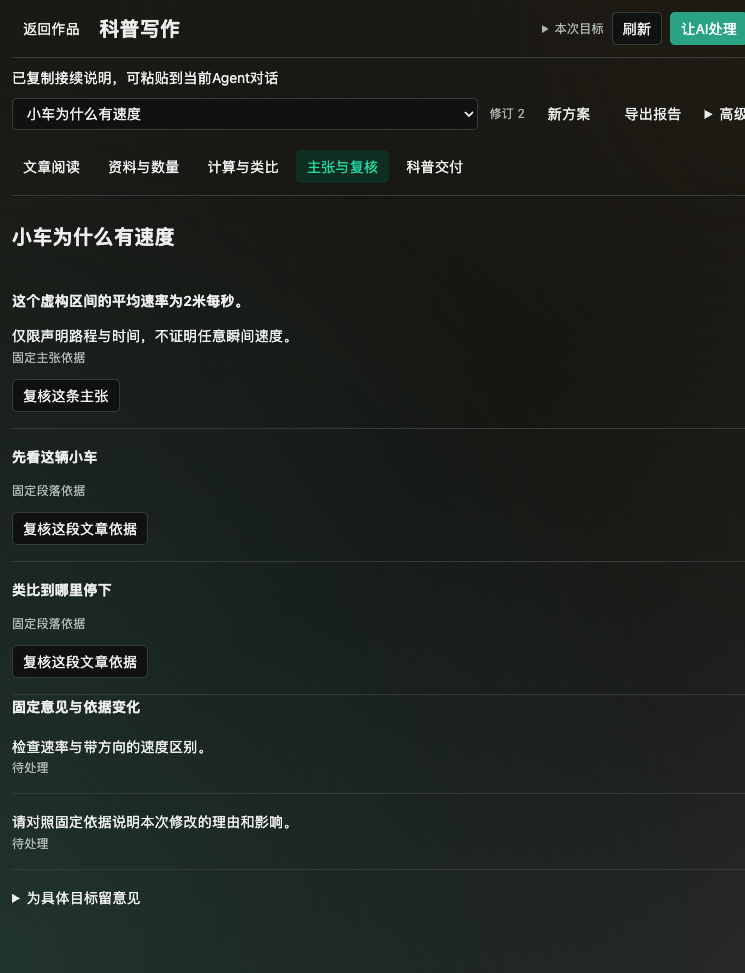 返回作品 科普写作 ▶ 本次目标 刷新 让AI处理
已复制接续说明，可粘贴到当前Agent对话
小车为什么有速度 修订 2 新方案 导出报告 ▶ 高级
文章阅读 资料与数量 计算与类比 主张与复核 科普交付
小车为什么有速度
这个虚构区间的平均速率为2米每秒。
仅限声明路程与时间，不证明任意瞬间速度。
固定主张依据
复核这条主张
先看这辆小车
固定段落依据
复核这段文章依据
类比到哪里停下
固定段落依据
复核这段文章依据
固定意见与依据变化
检查速率与带方向的速度区别。
待处理
请对照固定依据说明本次修改的理由和影响。
待处理
▶ 为具体目标留意见